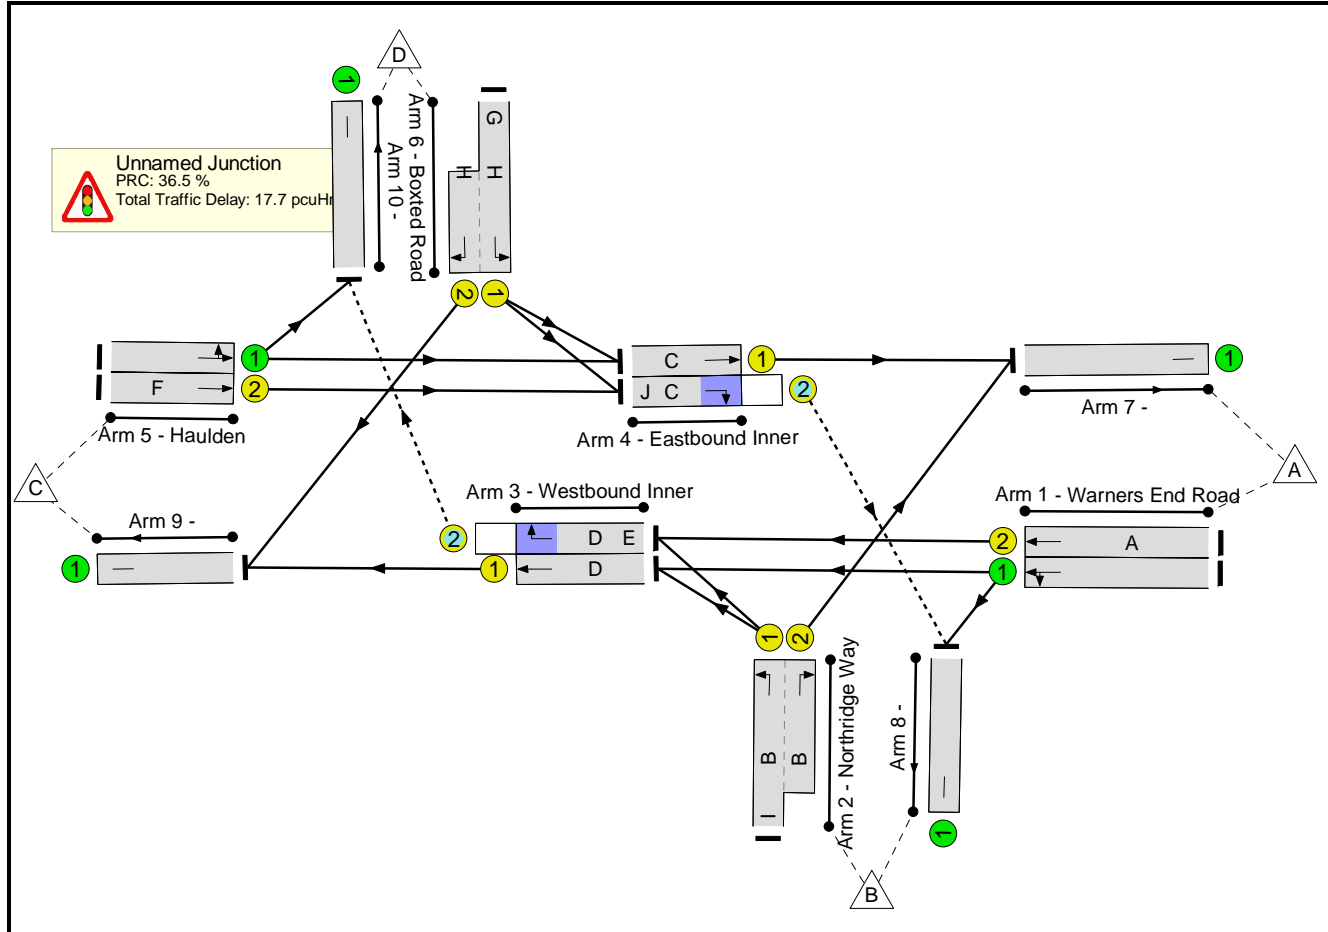 D
1
Arm 6 - Boxted Road
Arm 10 -
G
H H
Unnamed Junction
PRC: 36.5 %
Total Traffic Delay: 17.7 pcuHr
2 1
1
F
2
Arm 5 - Haulden
C
1
J C
2
Arm 4 - Eastbound Inner
1
Arm 7 -
C
A
Arm 9 -
Arm 3 - Westbound Inner
Arm 1 - Warners End Road
2
D E
2
A
1
1
D
1
1 2
B B
I
Arm 2 - Northridge Way
Arm 8 -
1
B